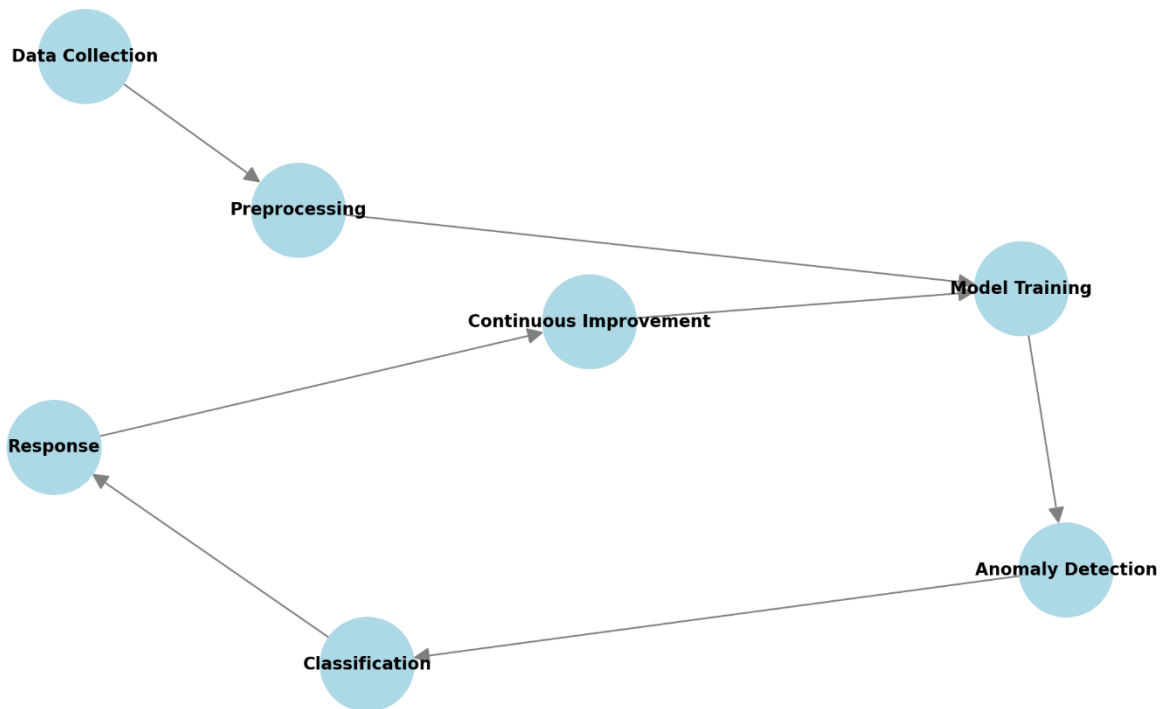 Data Collection
Preprocessing
Model Training
Continuous Improvement
Response
Anomaly Detection
Classification